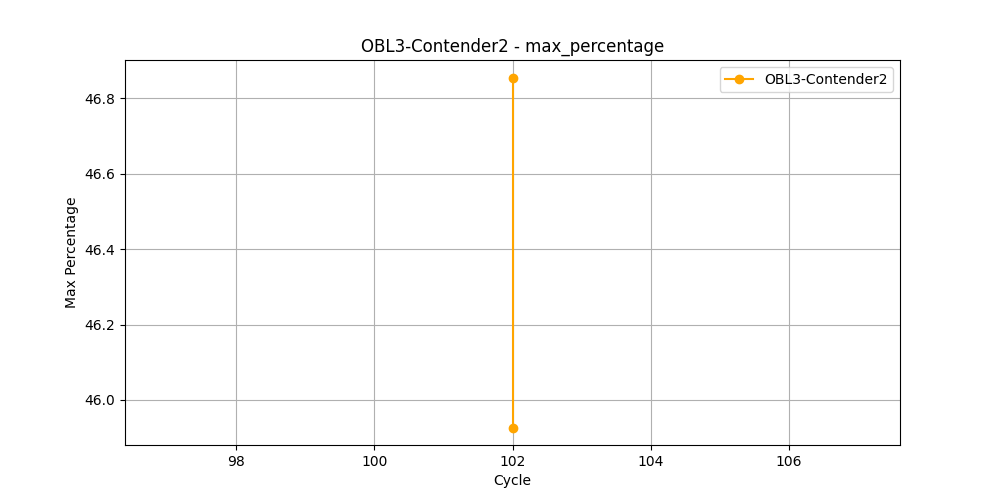 OBL3-Contender2 - max_percentage
OBL3-Contender2
Max Percentage
46.8
46.6
46.4
46.2
46.0
98
100
102
104
106
Cycle